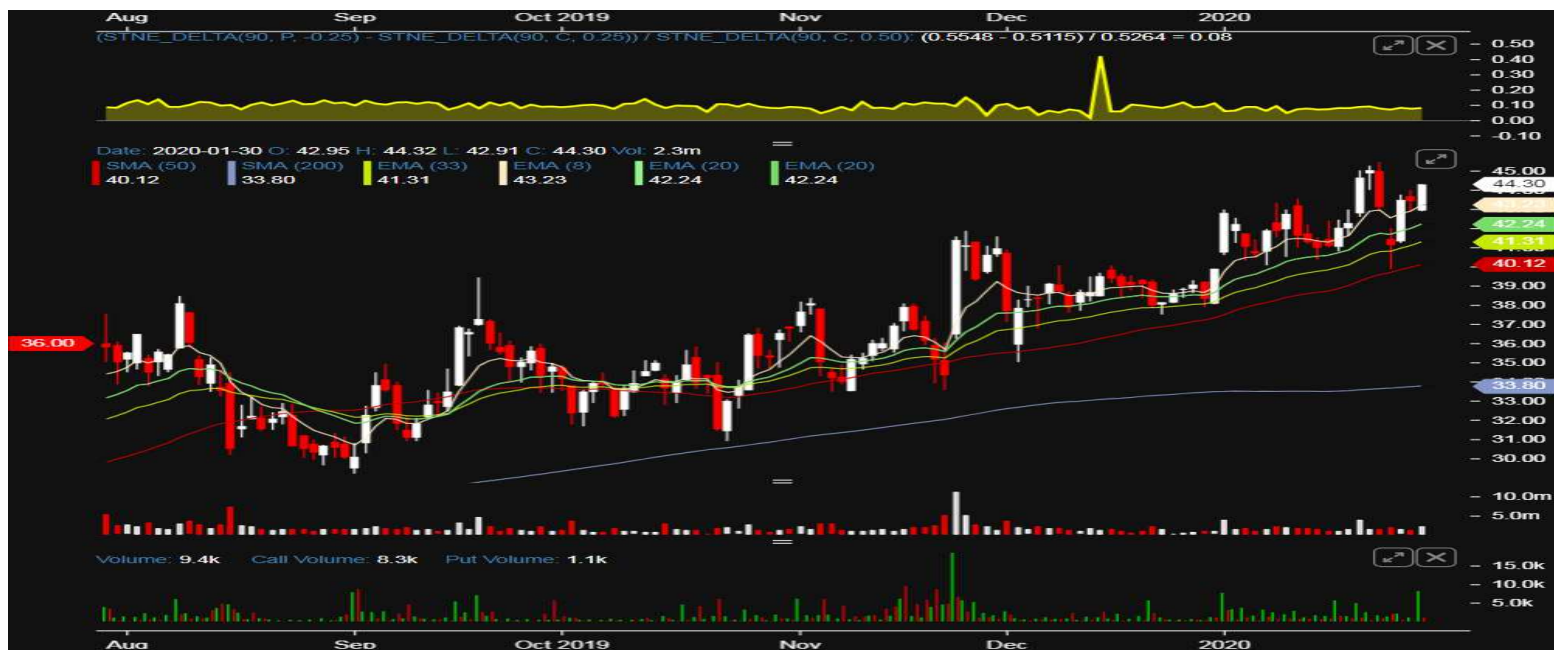 Aug Sep Oct 2019 Nov Dec 2020
(STNE_DELTA(90, P, -0.25) - STNE_DELTA(90, C, 0.25)) / STNE_DELTA(90, C, 0.50): (0.5548 - 0.5115) / 0.5264 = 0.08
0.50
0.40
0.30
0.20
0.10
0.00
-0.10
Date: 2020-01-30 O: 42.95 H: 44.32 L: 42.91 C: 44.30 Vol: 2.3m
SMA (50) SMA (200) EMA (33) EMA (8) EMA (20) EMA (20)
40.12 33.80 41.31 43.23 42.24 42.24
45.00
44.30
43.23
42.24
41.31
40.12
39.00
38.00
37.00
36.00 36.00
35.00
33.80
33.00
32.00
31.00
30.00
10.0m
5.0m
Volume: 9.4k Call Volume: 8.3k Put Volume: 1.1k
15.0k
10.0k
5.0k
Aug Sep Oct 2019 Nov Dec 2020